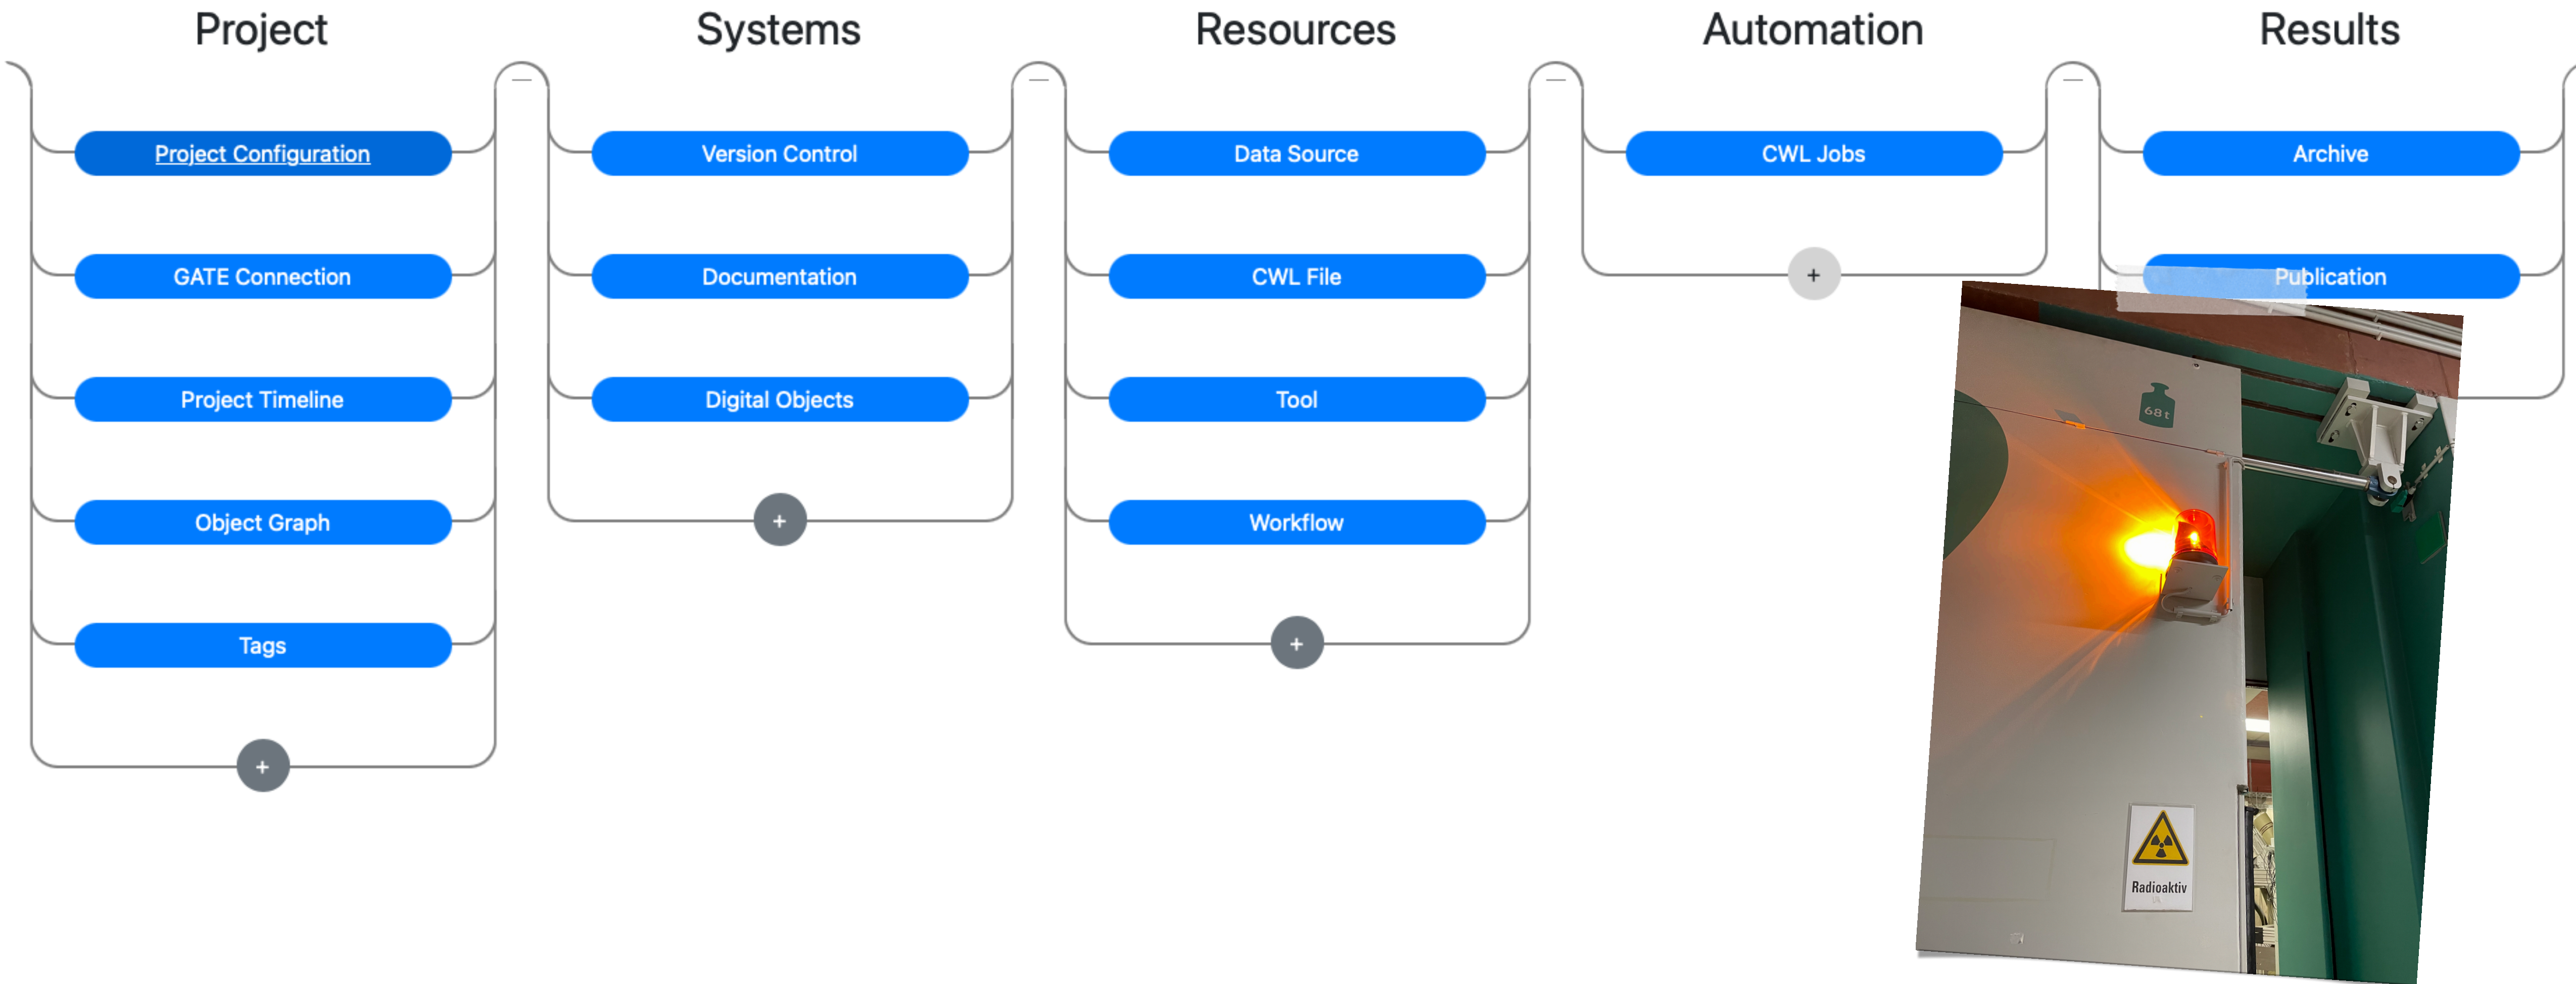 Project
Systems
Resources
Automation
Results
Project Configuration
Version Control
Data Source
CWL Jobs
Archive
GATE Connection
Documentation
CWL File
+
Publication
Project Timeline
Digital Objects
Tool
Object Graph
+
Workflow
Tags
+
+
68 t
Radioaktiv